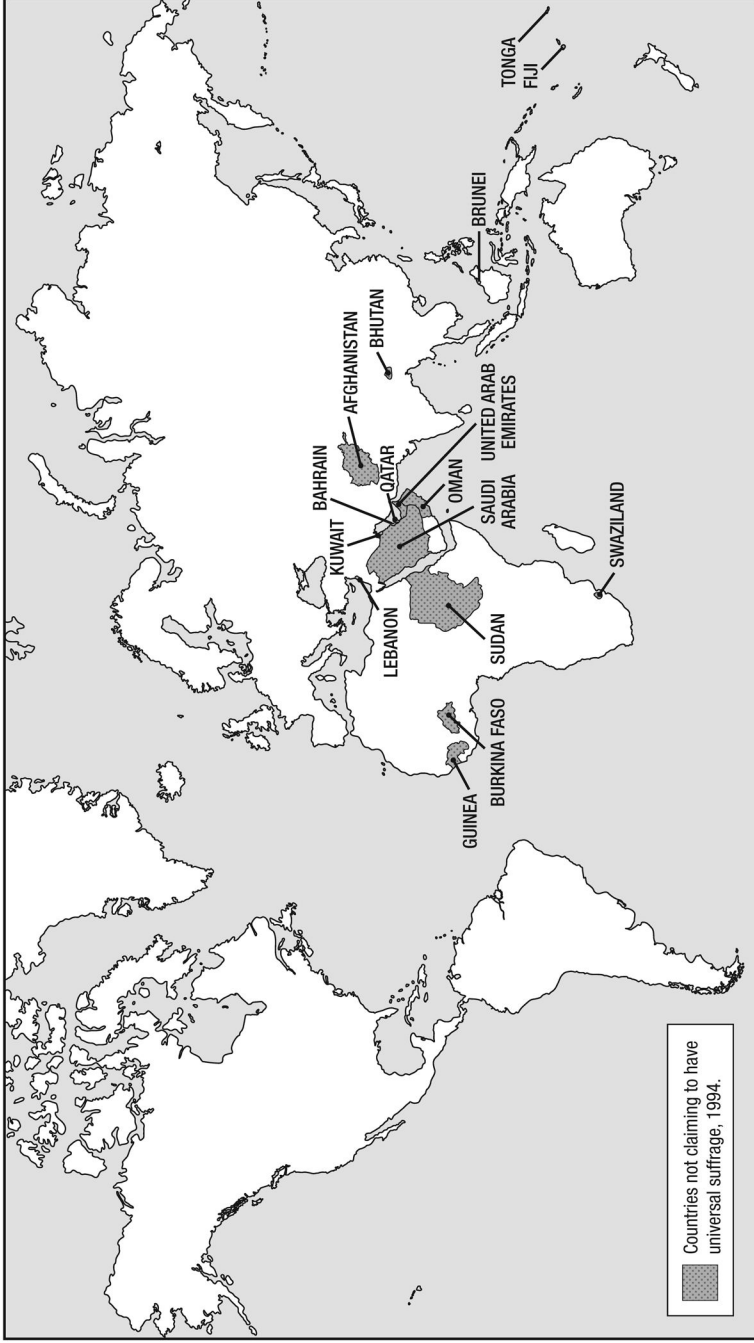 TONGA
FIJI
BRUNEI
BHUTAN
AFGHANISTAN
UNITED ARAB
EMIRATES
QATAR
BAHRAIN
OMAN
SAUDI
ARABIA
KUWAIT
LEBANON
SWAZILAND
SUDAN
BURKINA FASO
GUINEA
Countries not claiming to have
universal suffrage, 1994.